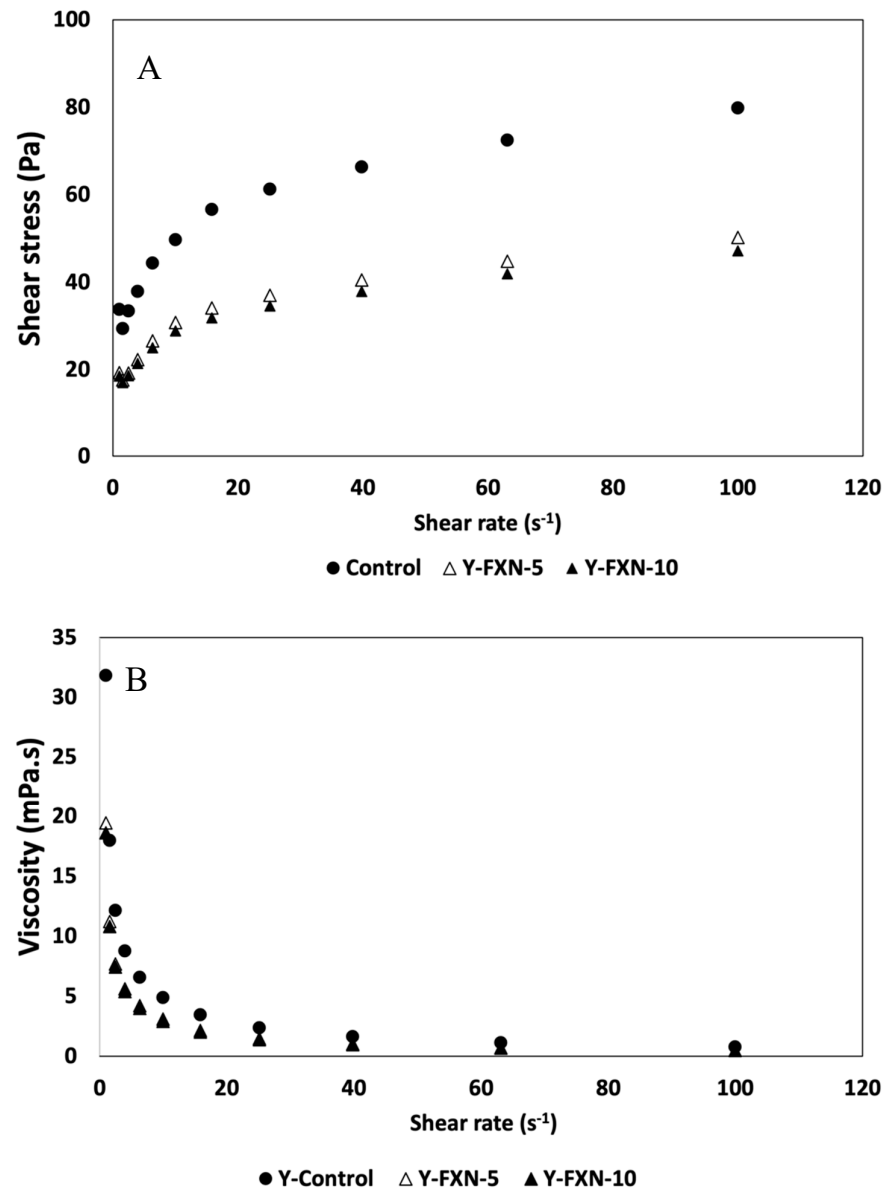 100
A
80
60
40
20
0
Shear stress (Pa)
0 20 40 60 80 100 120
Shear rate (s⁻¹)
● Control △ Y-FXN-5 ▲ Y-FXN-10
35
B
30
25
20
15
10
5
0
Viscosity (mPa.s)
0 20 40 60 80 100 120
Shear rate (s⁻¹)
● Y-Control △ Y-FXN-5 ▲ Y-FXN-10